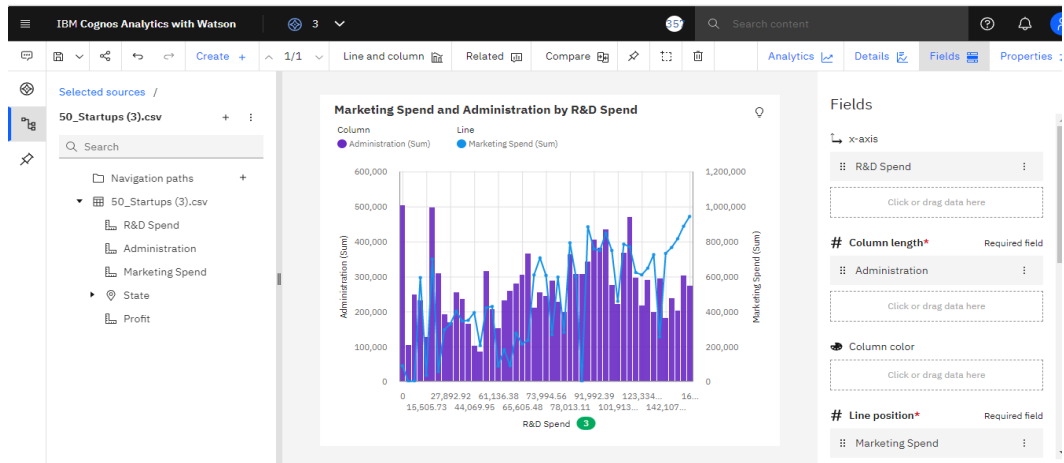 IBM Cognos Analytics with Watson
3
35
Search content
1/1
Line and column
Related
Compare
Create +
Analytics
Details
Fields
Properties
Selected sources /
50_Startups (3).csv
Search
Navigation paths
50_Startups (3).csv
R&D Spend
Administration
Marketing Spend
State
Profit
Marketing Spend and Administration by R&D Spend
Column Line
Administration (Sum) Marketing Spend (Sum)
600,000 1,200,000
500,000 1,000,000
400,000 800,000
300,000 600,000
200,000 400,000
100,000 200,000
0 0
Administration (Sum)
Marketing Spend (Sum)
0 27,892.92 61,136.38 73,994.56 91,992.39 123,334... 16...
15,505.73 44,069.95 66,605.48 78,013.11 101,913... 142,107...
R&D Spend 3
Fields
x-axis
R&D Spend
Click or drag data here
# Column length* Required field
Administration
Click or drag data here
Column color
Click or drag data here
# Line position* Required field
Marketing Spend